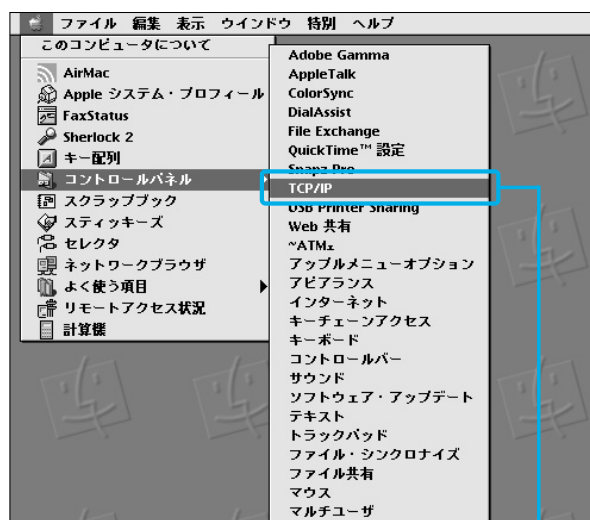 ファイル 編集 表示 ウインドウ 特別 ヘルプ
このコンピュータについて
AirMac
Apple システム・プロフィール
FaxStatus
Sherlock 2
キー配列
コントロールパネル
スクラップブック
スティッキーズ
セレクタ
ネットワークブラウザ
よく使う項目
リモートアクセス状況
計算機
Adobe Gamma
AppleTalk
ColorSync
DialAssist
File Exchange
QuickTime™ 設定
Snapz Pro
TCP/IP
USB Printer Sharing
Web 共有
~ATM™
アップルメニューオプション
アピアランス
インターネット
キーチェーンアクセス
キーボード
コントロールバー
サウンド
ソフトウェア・アップデート
テキスト
トラックパッド
ファイル・シンクロナイズ
ファイル共有
マウス
マルチユーザ